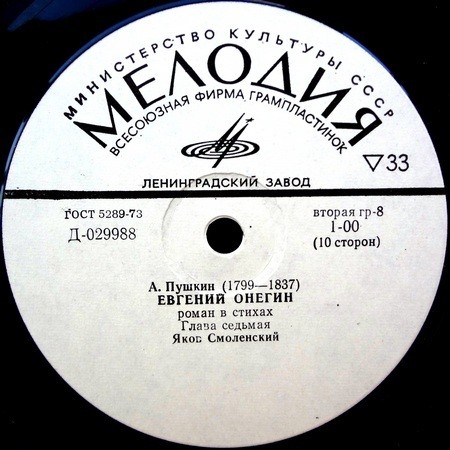 МИНИСТЕРСТВО КУЛЬТУРЫ СССР
МЕЛОДИЯ
ВСЕСОЮЗНАЯ ФИРМА ГРАМПЛАСТИНОК
▽33
ЛЕНИНГРАДСКИЙ ЗАВОД
ГОСТ 5289-73
Д-029988
вторая гр-8
1-00
(10 сторон)
А. Пушкин (1799—1837)
ЕВГЕНИЙ ОНЕГИН
роман в стихах
Глава седьмая
Яков Смоленский